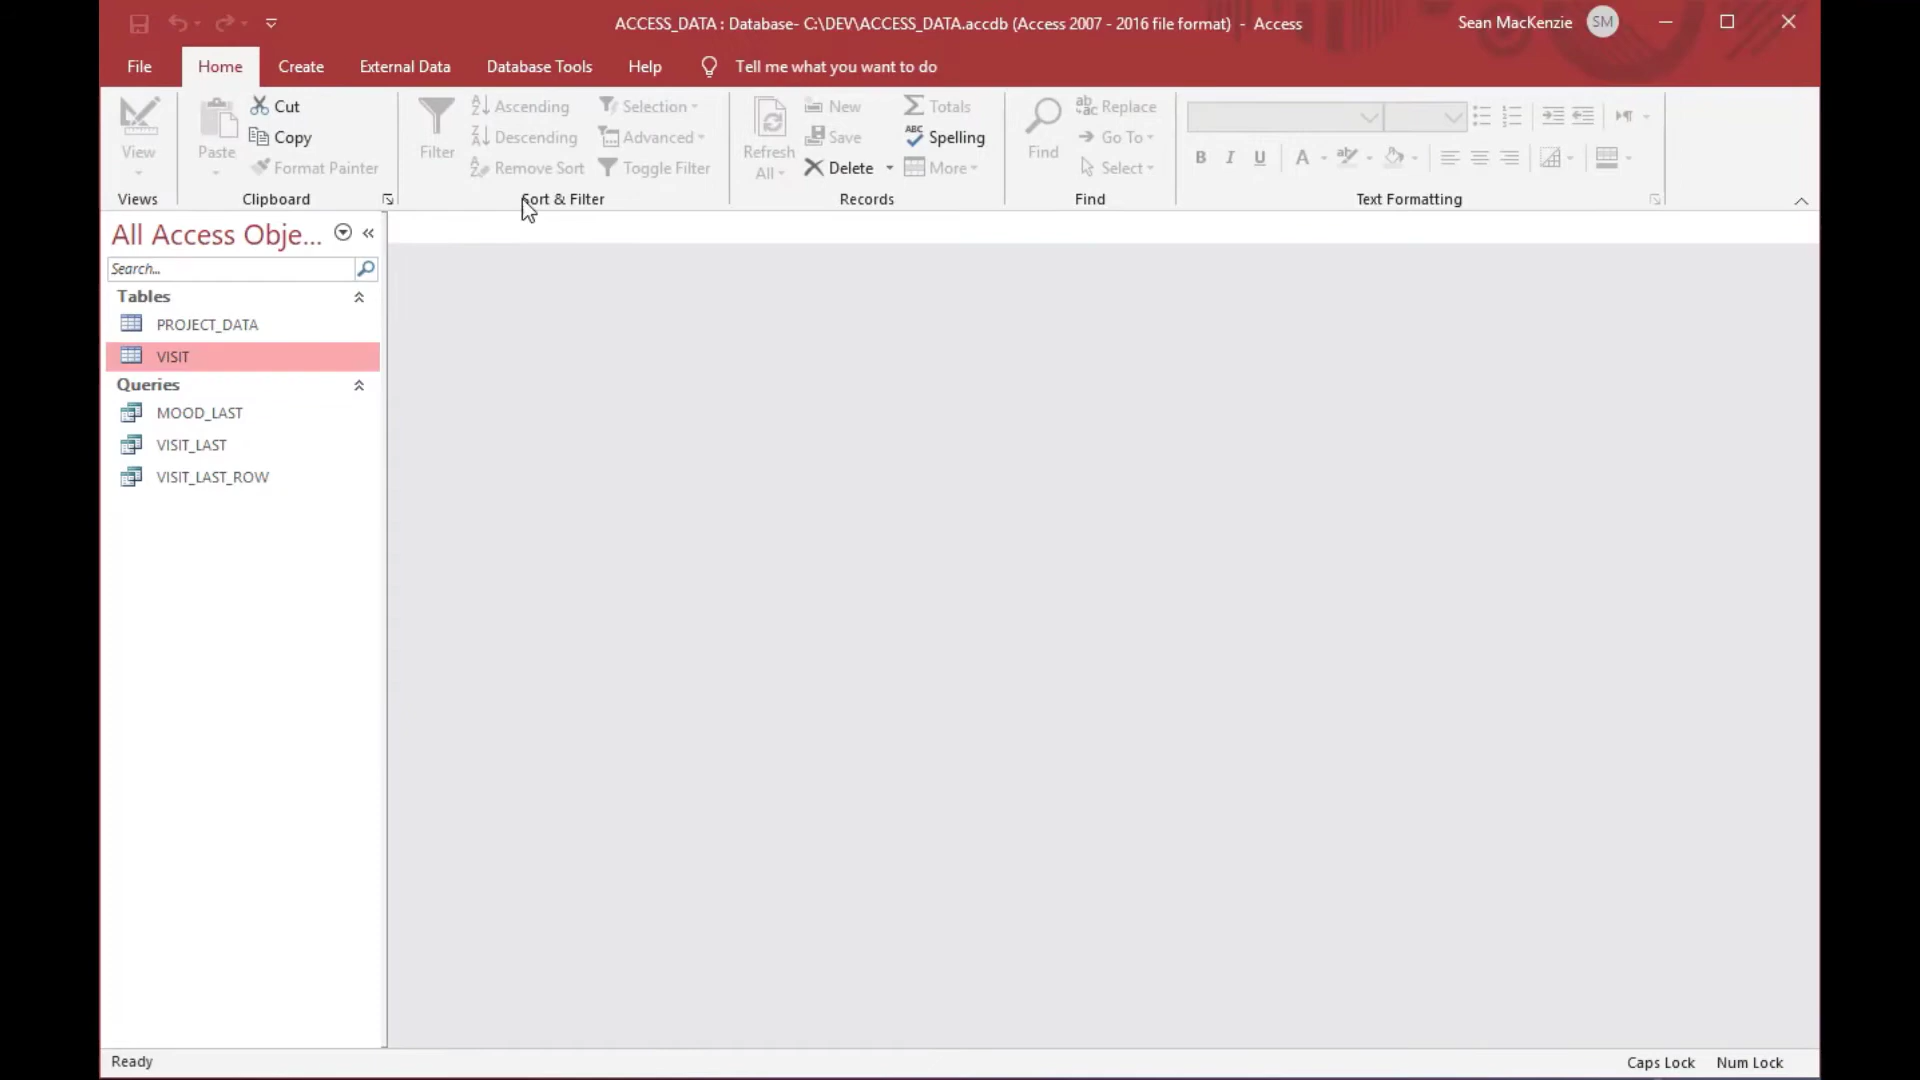 ACCESS_DATA : Database- C:\DEV\ACCESS_DATA.accdb (Access 2007 - 2016 file format) - Access
Sean MacKenzie SM
File Home Create External Data Database Tools Help Tell me what you want to do
View
Views
Paste
Cut
Copy
Format Painter
Clipboard
Filter
Ascending
Descending
Remove Sort
Selection
Advanced
Toggle Filter
Sort & Filter
Refresh
All
New
Save
Delete
Totals
Spelling
More
Records
Find
Replace
Go To
Select
Find
B I U A
Text Formatting
All Access Obje...
Search...
Tables
PROJECT_DATA
VISIT
Queries
MOOD_LAST
VISIT_LAST
VISIT_LAST_ROW
Ready
Caps Lock Num Lock